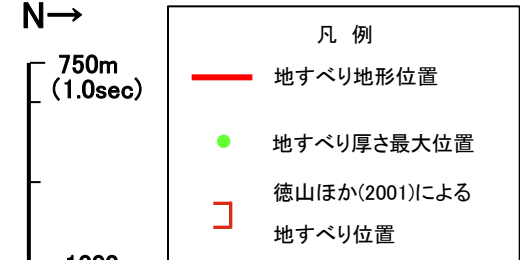 N→
750m
(1.0sec)
凡 例
地すべり地形位置
地すべり厚さ最大位置
徳山ほか(2001)による
地すべり位置